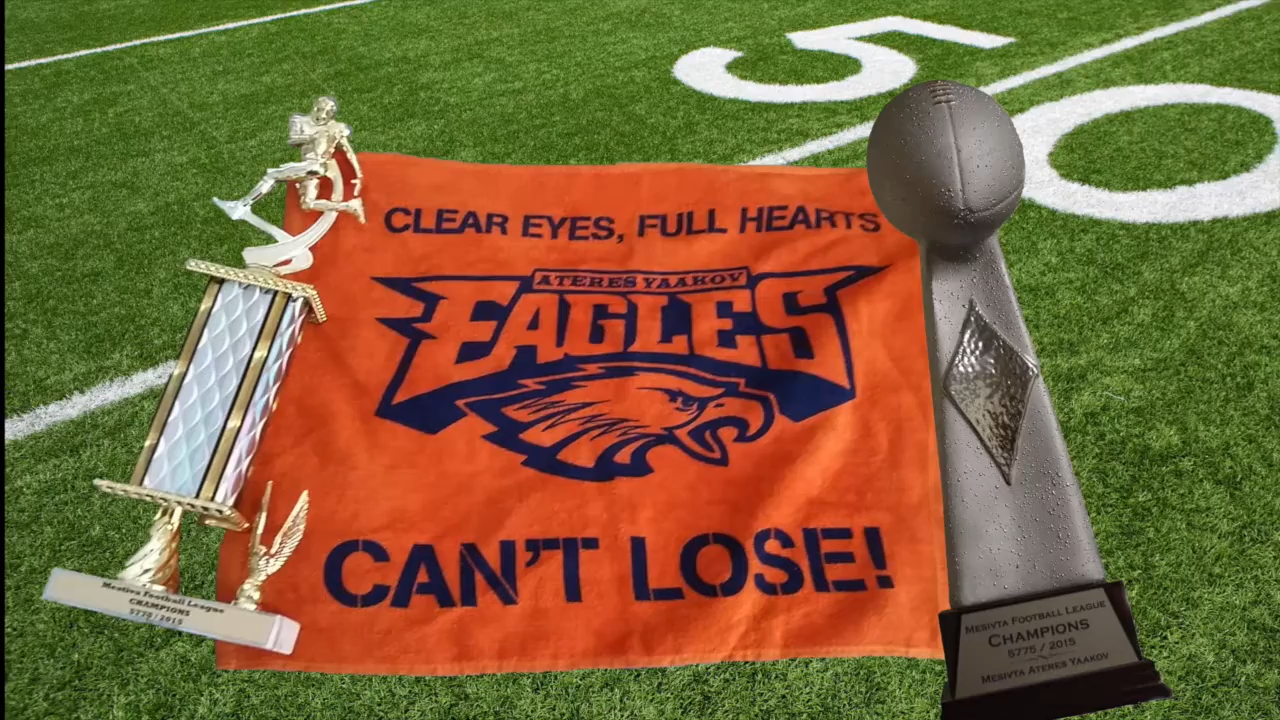 50
CLEAR EYES, FULL HEARTS
ATERES YAAKOV
EAGLES
CAN'T LOSE!
Mesivta Football League
CHAMPIONS
5775 / 2015
MESIVTA FOOTBALL LEAGUE
CHAMPIONS
5775 / 2015
MESIVTA ATERES YAAKOV